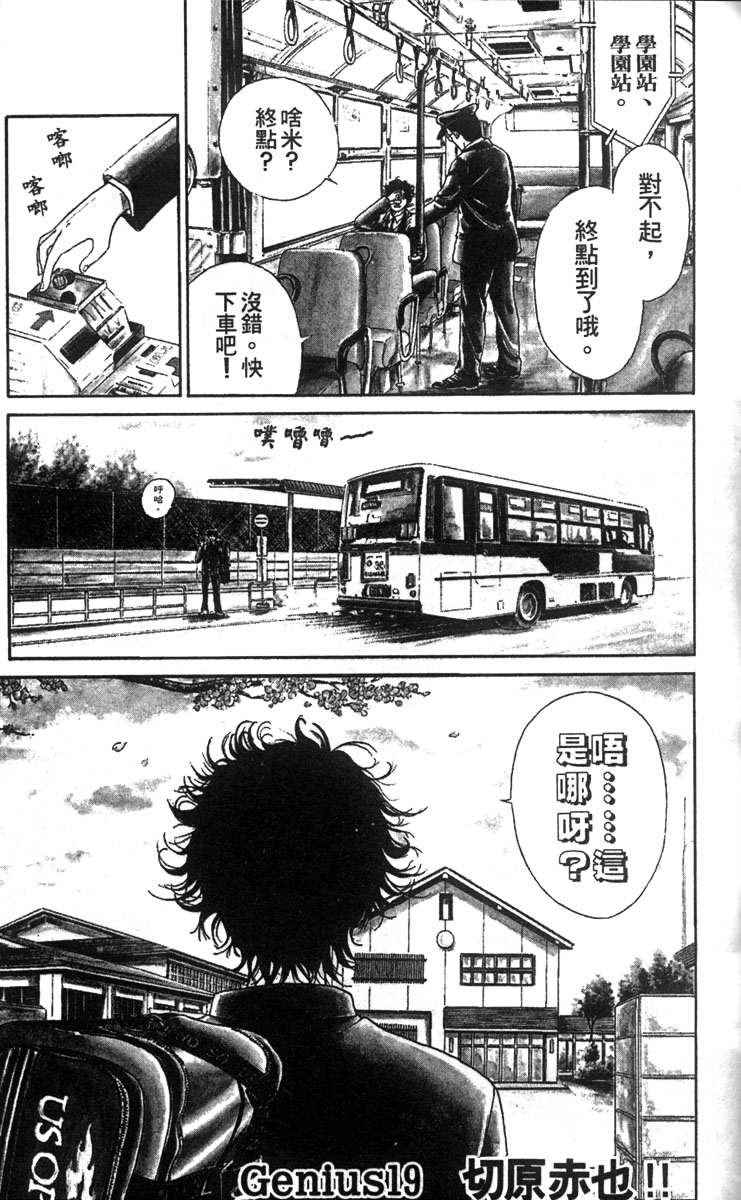 學園站、
學園站。
對不起，
終點到了哦。
啥米？
終點？
沒錯。快
下車吧！
喀啷
喀啷
噗嚕嚕—
呼哈。
唔……這
是哪呀？
US OP
Genius19 切原赤也!!